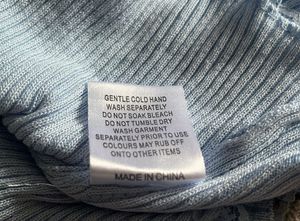 GENTLE COLD HAND
WASH SEPARATELY
DO NOT SOAK BLEACH
DO NOT TUMBLE DRY
WASH GARMENT
SEPARATELY PRIOR TO USE
COLOURS MAY RUB OFF
ONTO OTHER ITEMS
MADE IN CHINA